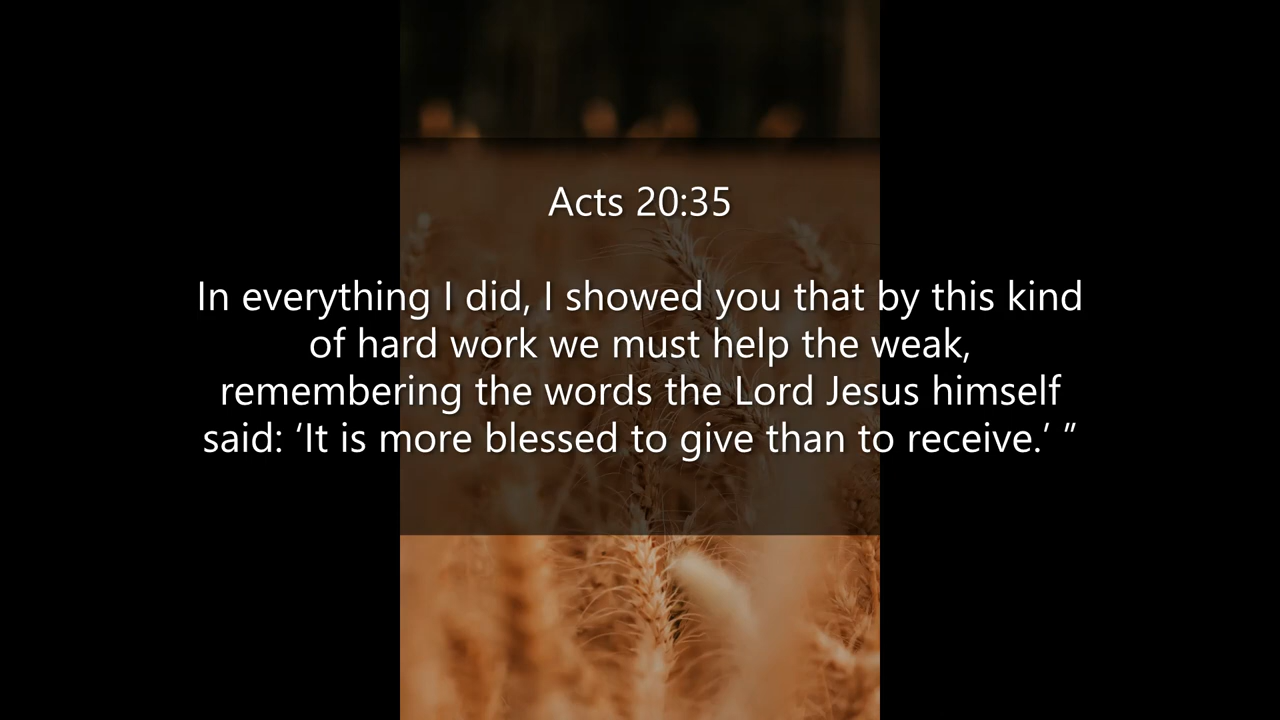 Acts 20:35
In everything I did, I showed you that by this kind
of hard work we must help the weak,
remembering the words the Lord Jesus himself
said: ‘It is more blessed to give than to receive.’ ”